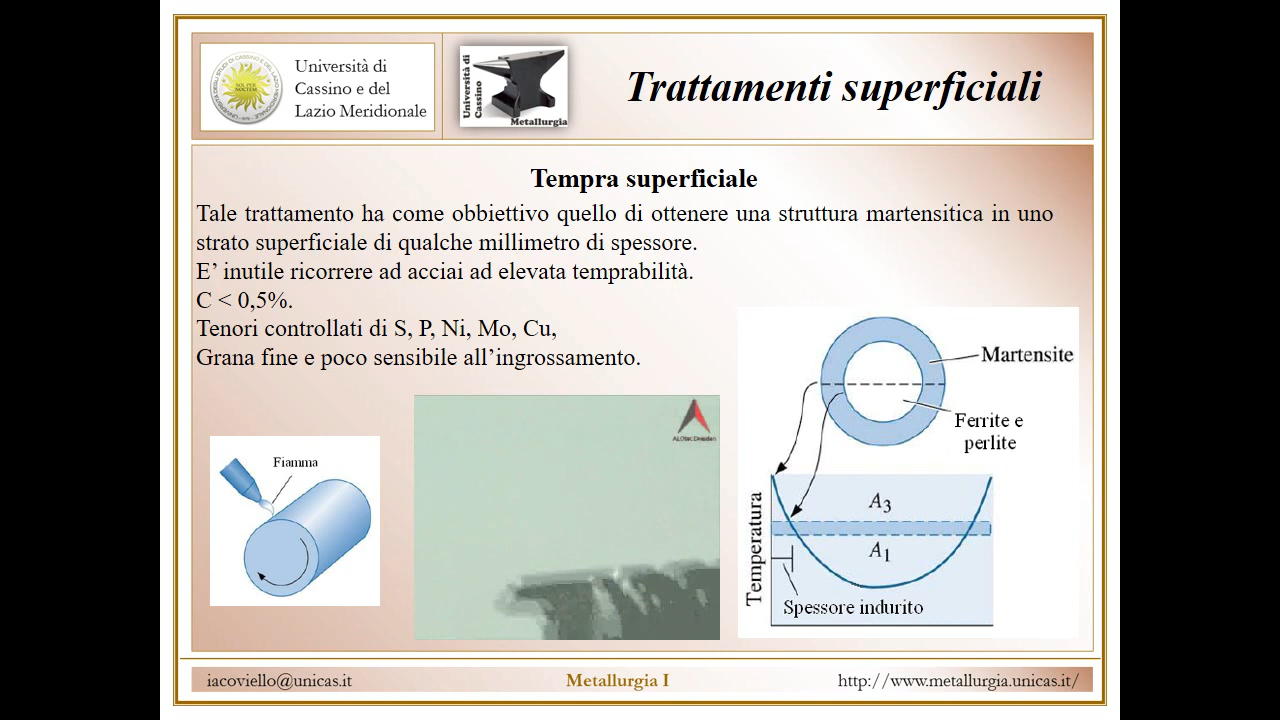 Università di
Cassino e del
Lazio Meridionale
Università di
Cassino
Metallurgia
Trattamenti superficiali
Tempra superficiale
Tale trattamento ha come obbiettivo quello di ottenere una struttura martensitica in uno
strato superficiale di qualche millimetro di spessore.
E’ inutile ricorrere ad acciai ad elevata temprabilità.
C < 0,5%.
Tenori controllati di S, P, Ni, Mo, Cu,
Grana fine e poco sensibile all’ingrossamento.
Fiamma
ALOtec Dresden
Martensite
Ferrite e
perlite
Temperatura
A3
A1
Spessore indurito
iacoviello@unicas.it
Metallurgia I
http://www.metallurgia.unicas.it/